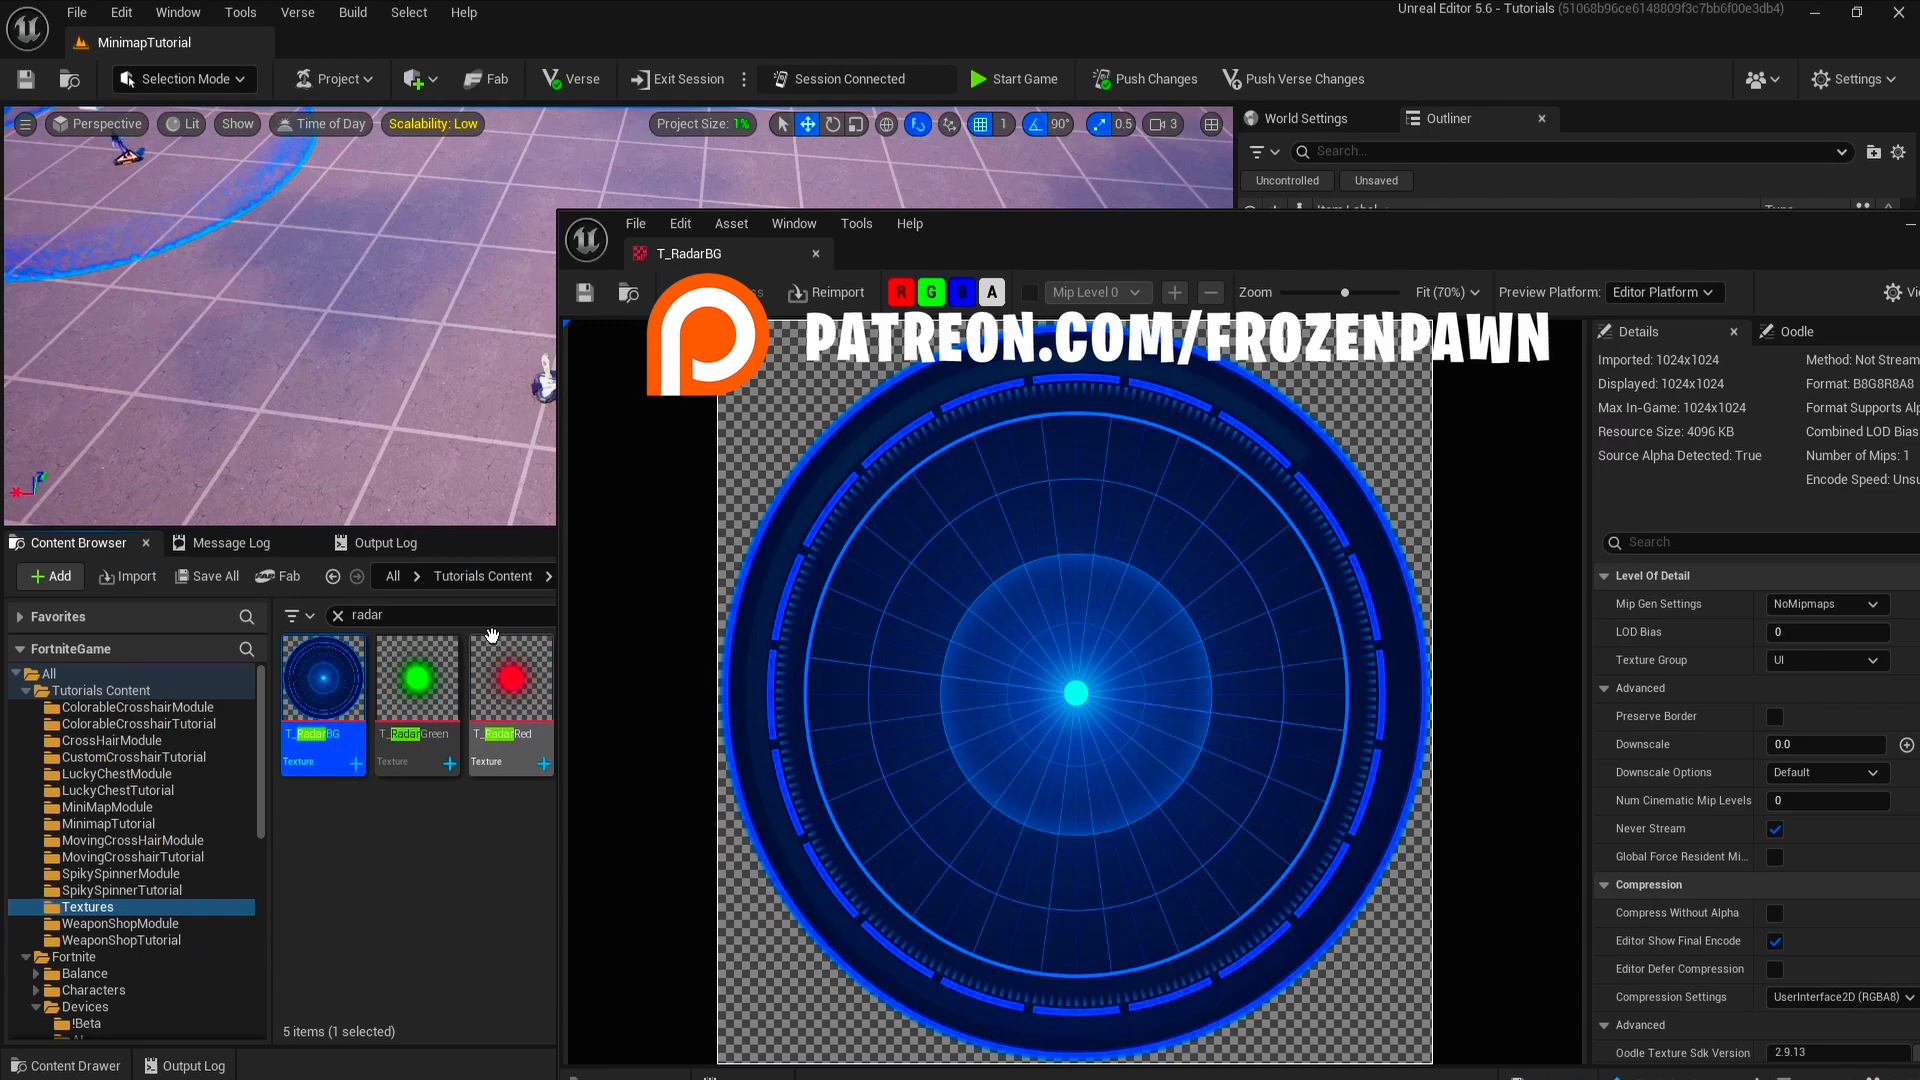 File Edit Window Tools Verse Build Select Help
Unreal Editor 5.6 - Tutorials (51068b96ce6148809f3c7bb6f00e3db4)
MinimapTutorial
Selection Mode Project Fab Verse Exit Session Session Connected Start Game Push Changes Push Verse Changes Settings
Perspective Lit Show Time of Day Scalability: Low Project Size: 1% 1 90° 0.5 3
World Settings Outliner
Search...
Uncontrolled Unsaved
File Edit Asset Window Tools Help
T_RadarBG
Reimport R G B A Mip Level 0 Zoom Fit (70%) Preview Platform: Editor Platform
PATREON.COM/FROZENPAWN
Details Oodle
Imported: 1024x1024 Method: Not Stream
Displayed: 1024x1024 Format: B8G8R8A8
Max In-Game: 1024x1024 Format Supports Al
Resource Size: 4096 KB Combined LOD Bias
Source Alpha Detected: True Number of Mips: 1
Encode Speed: Unsu
Search
Level Of Detail
Mip Gen Settings NoMipmaps
LOD Bias 0
Texture Group UI
Advanced
Preserve Border
Downscale 0.0
Downscale Options Default
Num Cinematic Mip Levels 0
Never Stream
Global Force Resident Mi...
Compression
Compress Without Alpha
Editor Show Final Encode
Editor Defer Compression
Compression Settings UserInterface2D (RGBA8)
Advanced
Oodle Texture Sdk Version 2.9.13
Content Browser Message Log Output Log
Add Import Save All Fab All Tutorials Content
Favorites
radar
FortniteGame
All
Tutorials Content
ColorableCrosshairModule
ColorableCrosshairTutorial
CrossHairModule
CustomCrosshairTutorial
LuckyChestModule
LuckyChestTutorial
MiniMapModule
MinimapTutorial
MovingCrossHairModule
MovingCrosshairTutorial
SpikySpinnerModule
SpikySpinnerTutorial
Textures
WeaponShopModule
WeaponShopTutorial
Fortnite
Balance
Characters
Devices
!Beta
T_RadarBG T_RadarGreen T_RadarRed
Texture Texture Texture
5 items (1 selected)
Content Drawer Output Log